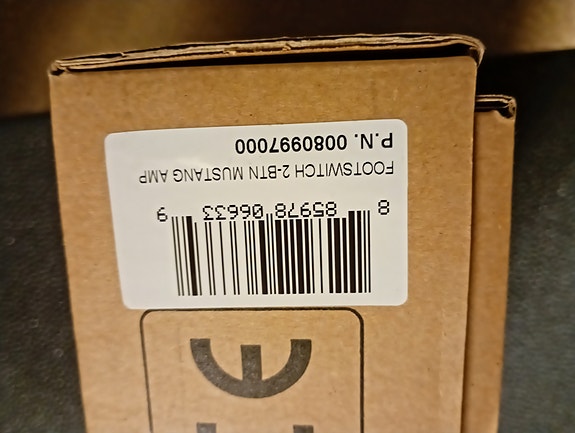 8 85978 06633 9
FOOTSWITCH 2-BTN MUSTANG AMP
P.N. 0080997000